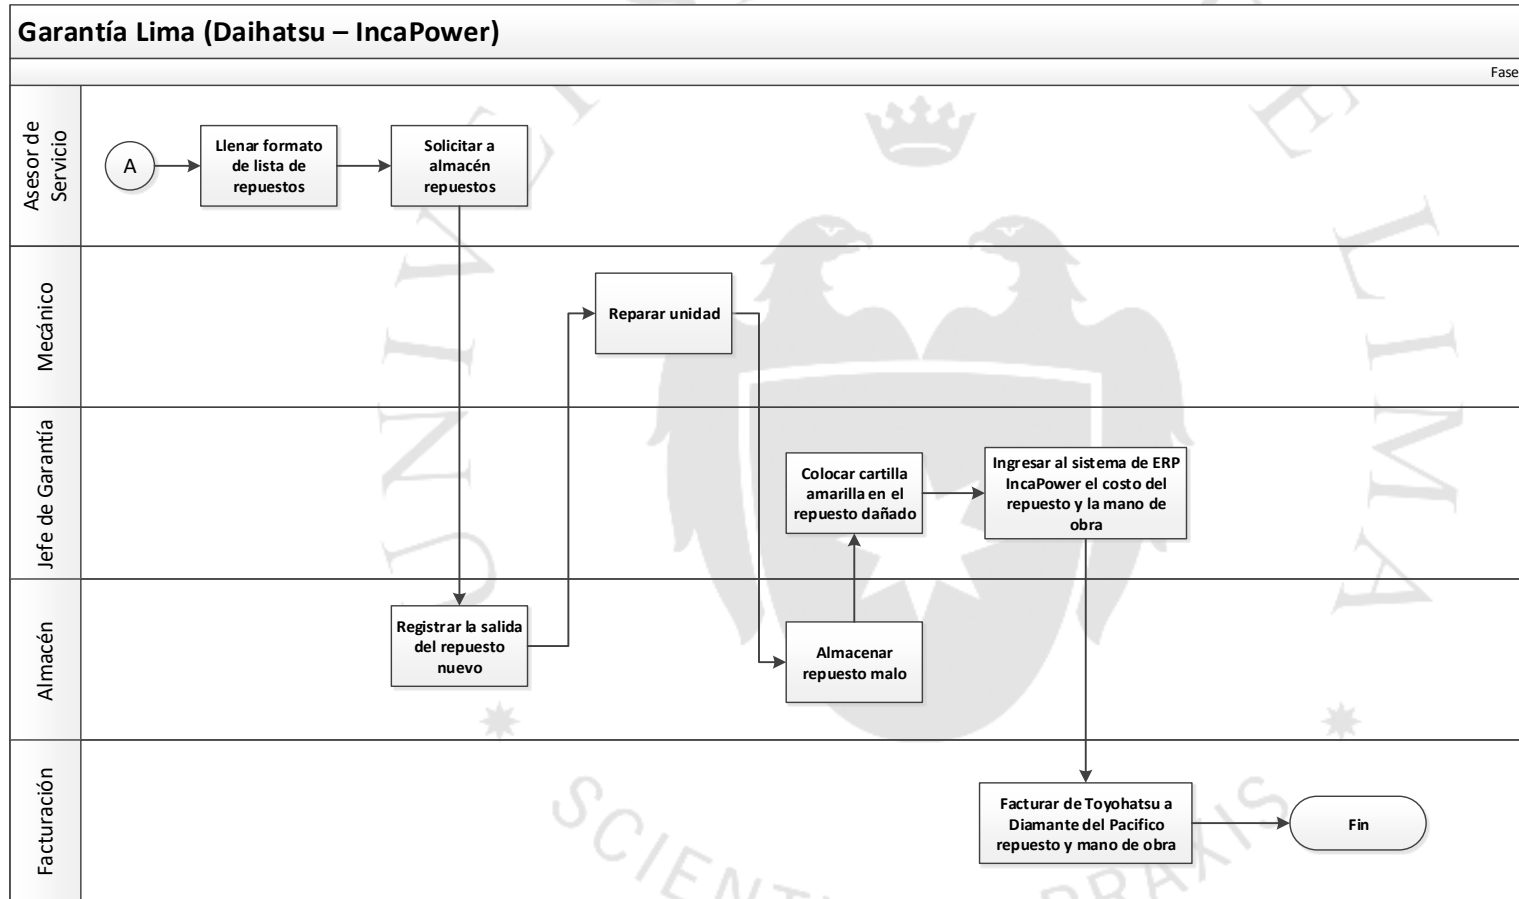 Garantía Lima (Daihatsu – IncaPower)
Fase
Asesor de
Servicio
A
Llenar formato
de lista de
repuestos
Solicitar a
almacén
repuestos
Mecánico
Reparar unidad
Jefe de Garantía
Colocar cartilla
amarilla en el
repuesto dañado
Ingresar al sistema de ERP
IncaPower el costo del
repuesto y la mano de
obra
Almacén
Registrar la salida
del repuesto
nuevo
Almacenar
repuesto malo
Facturación
Facturar de Toyohatsu a
Diamante del Pacifico
repuesto y mano de obra
Fin